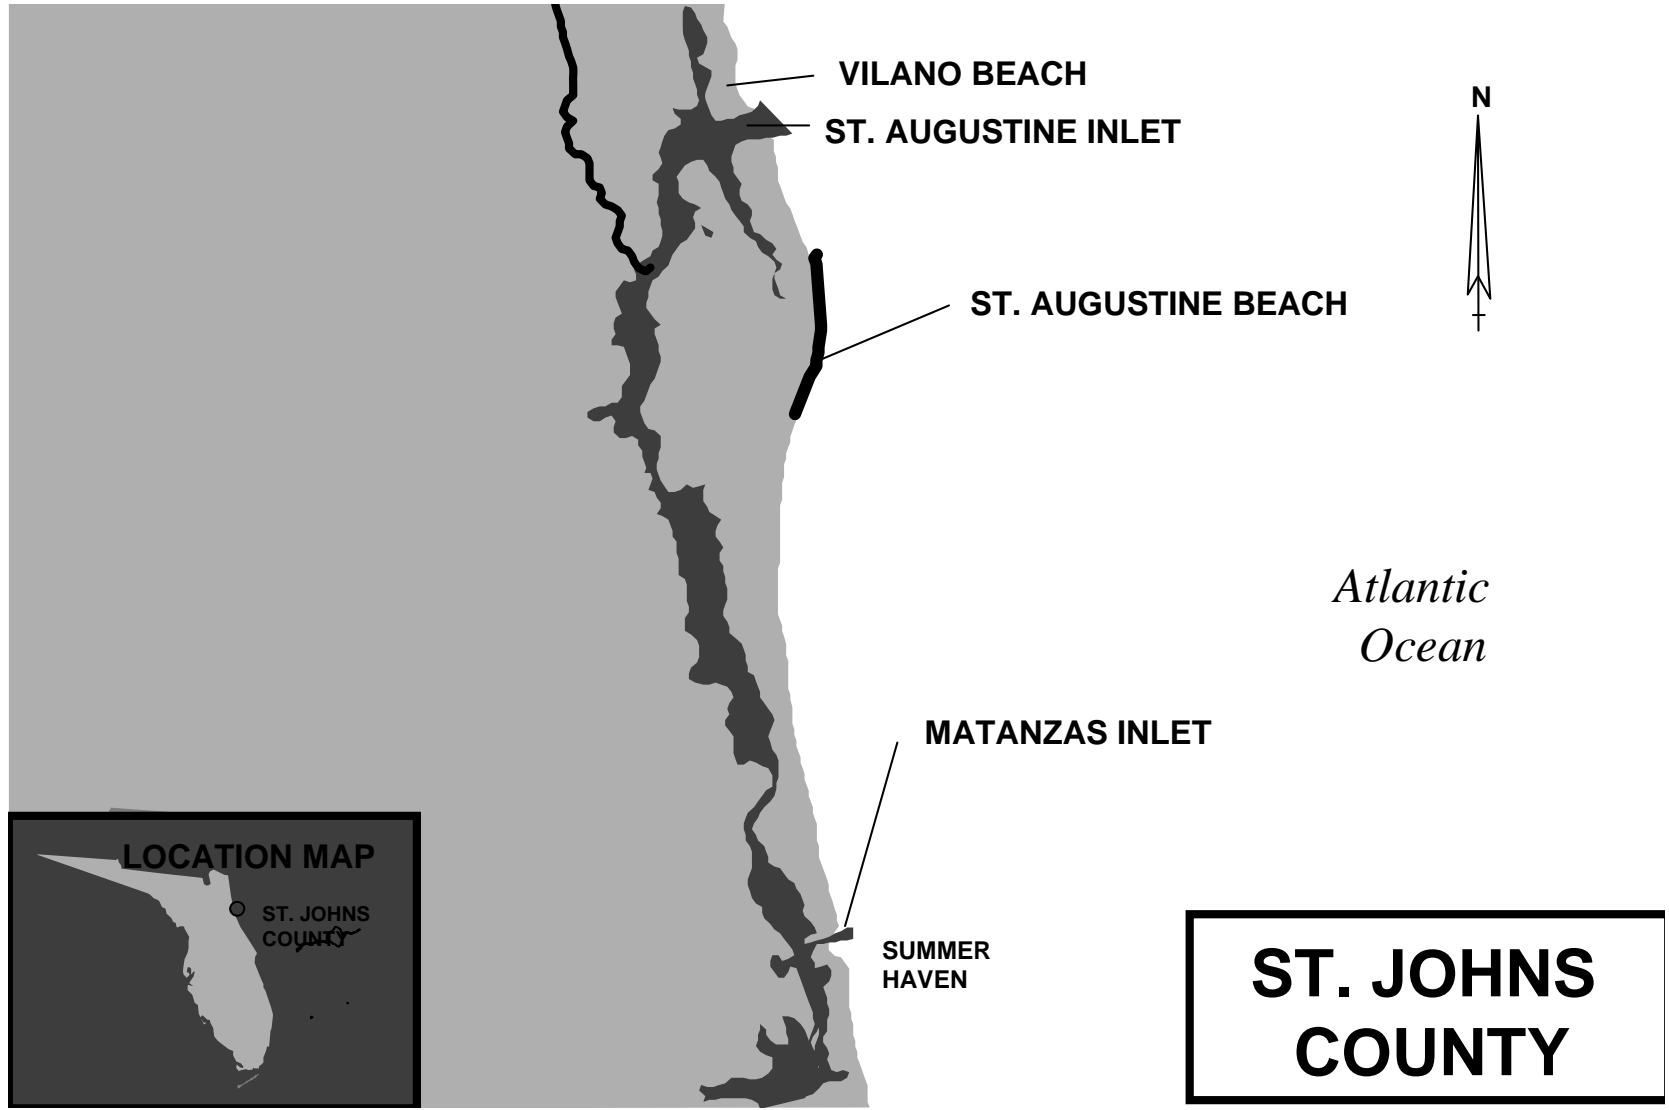 VILANO BEACH
N
ST. AUGUSTINE INLET
ST. AUGUSTINE BEACH
Atlantic
Ocean
MATANZAS INLET
LOCATION MAP
ST. JOHNS
COUNTY
SUMMER
HAVEN
ST. JOHNS
COUNTY